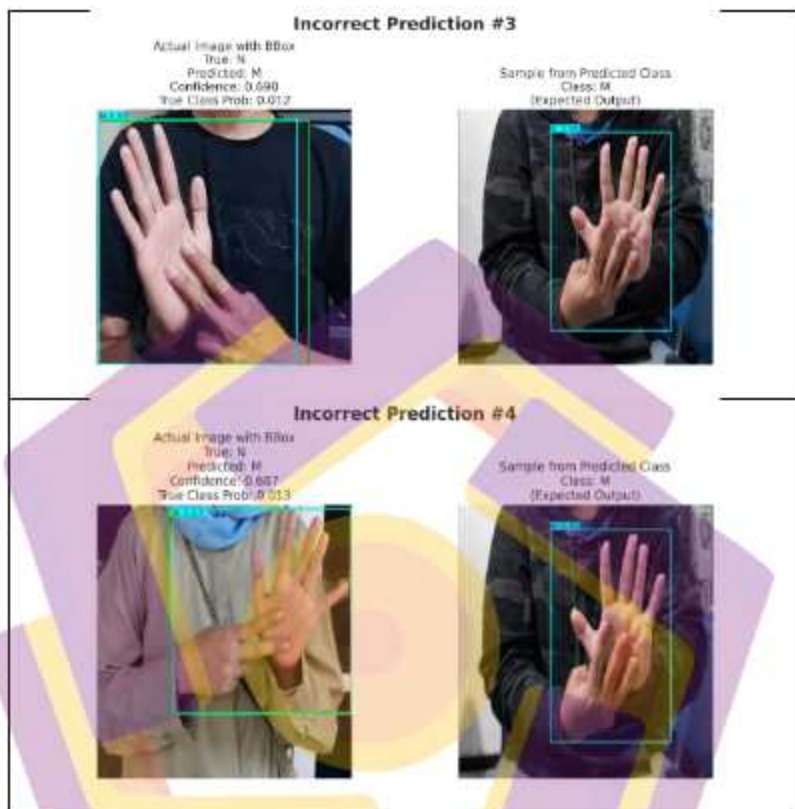 Incorrect Prediction #3
Actual Image with BBox
True: N
Predicted: M
Confidence: 0.690
True Class Prob: 0.012
Sample from Predicted Class
Class: M
(Expected Output)
Incorrect Prediction #4
Actual Image with BBox
True: N
Predicted: M
Confidence: 0.687
True Class Prob: 0.013
Sample from Predicted Class
Class: M
(Expected Output)